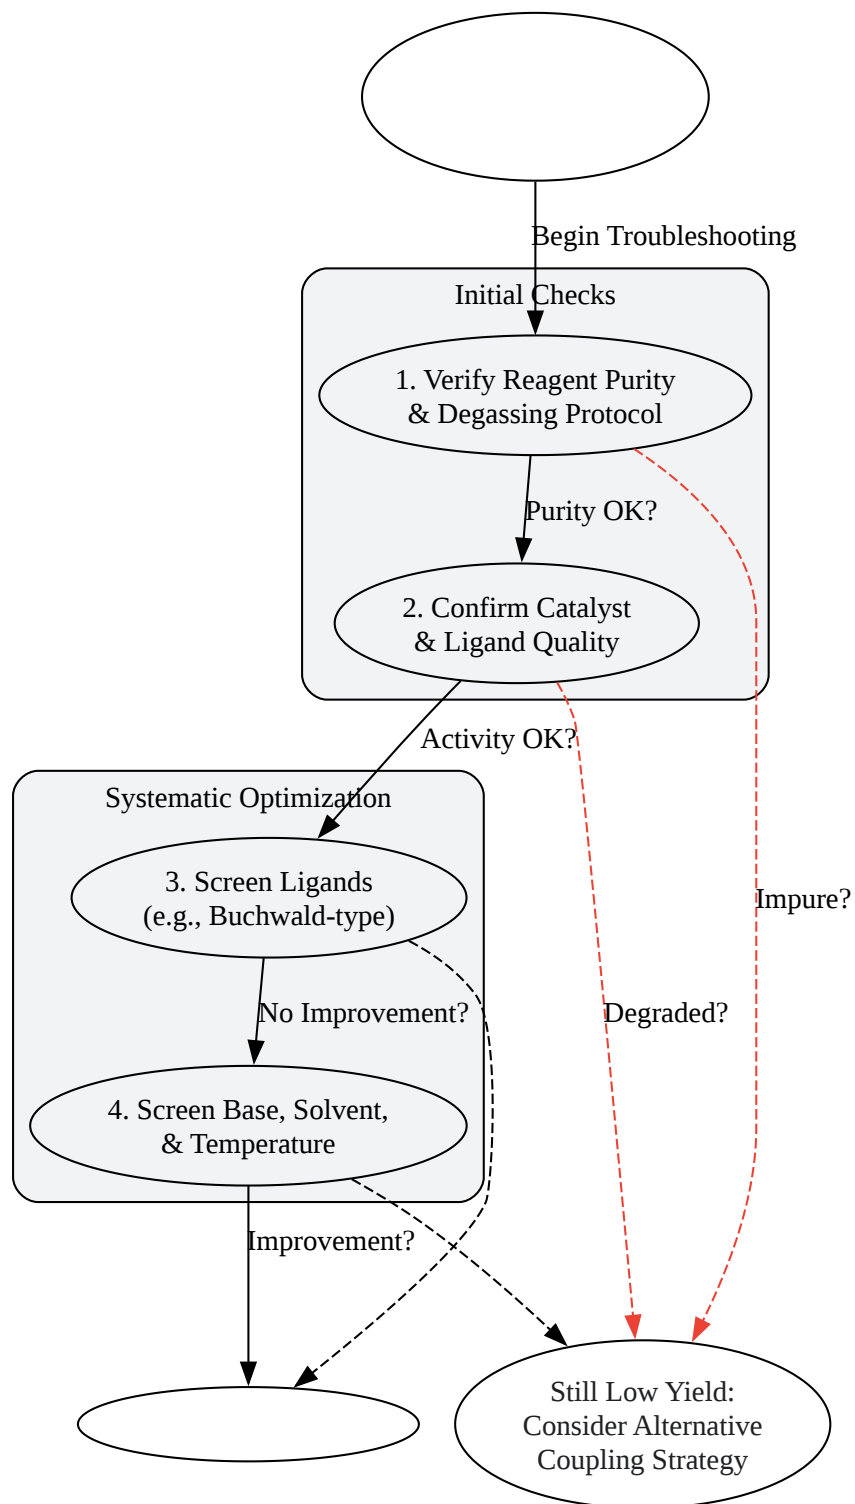 Begin Troubleshooting
Initial Checks
1. Verify Reagent Purity
& Degassing Protocol
Purity OK?
2. Confirm Catalyst
& Ligand Quality
Activity OK?
Systematic Optimization
3. Screen Ligands
(e.g., Buchwald-type)
Impure?
No Improvement?
Degraded?
4. Screen Base, Solvent,
& Temperature
Improvement?
Still Low Yield:
Consider Alternative
Coupling Strategy